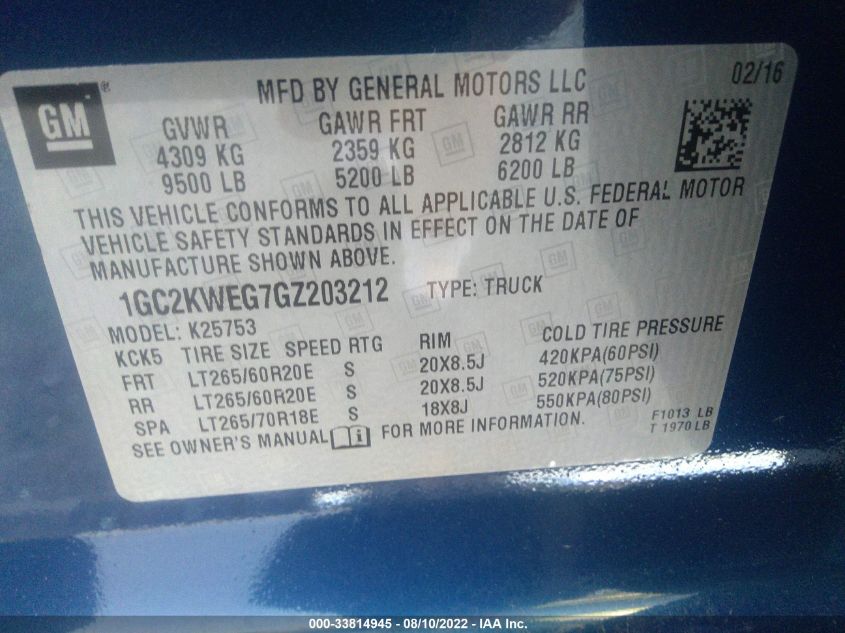 GM
MFD BY GENERAL MOTORS LLC 02/16
GVWR GAWR FRT GAWR RR
4309 KG 2359 KG 2812 KG
9500 LB 5200 LB 6200 LB
THIS VEHICLE CONFORMS TO ALL APPLICABLE U.S. FEDERAL MOTOR
VEHICLE SAFETY STANDARDS IN EFFECT ON THE DATE OF
MANUFACTURE SHOWN ABOVE.
1GC2KWEG7GZ203212 TYPE: TRUCK
MODEL: K25753
KCK5 TIRE SIZE SPEED RTG RIM COLD TIRE PRESSURE
FRT LT265/60R20E S 20X8.5J 420KPA(60PSI)
RR LT265/60R20E S 20X8.5J 520KPA(75PSI)
SPA LT265/70R18E S 18X8J 550KPA(80PSI)
SEE OWNER'S MANUAL FOR MORE INFORMATION. F1013 LB
T 1970 LB
000-33814945 - 08/10/2022 - IAA Inc.